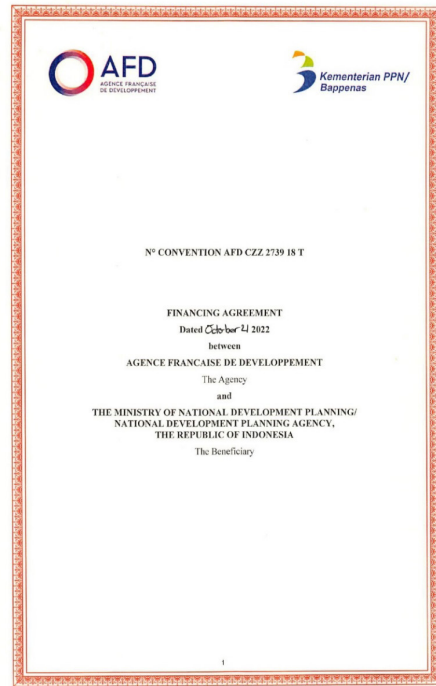 AFD
AGENCE FRANÇAISE
DE DÉVELOPPEMENT
Kementerian PPN/
Bappenas
N° CONVENTION AFD CZZ 2739 18 T
FINANCING AGREEMENT
Dated October 21 2022
between
AGENCE FRANCAISE DE DEVELOPPEMENT
The Agency
and
THE MINISTRY OF NATIONAL DEVELOPMENT PLANNING/
NATIONAL DEVELOPMENT PLANNING AGENCY,
THE REPUBLIC OF INDONESIA
The Beneficiary
1